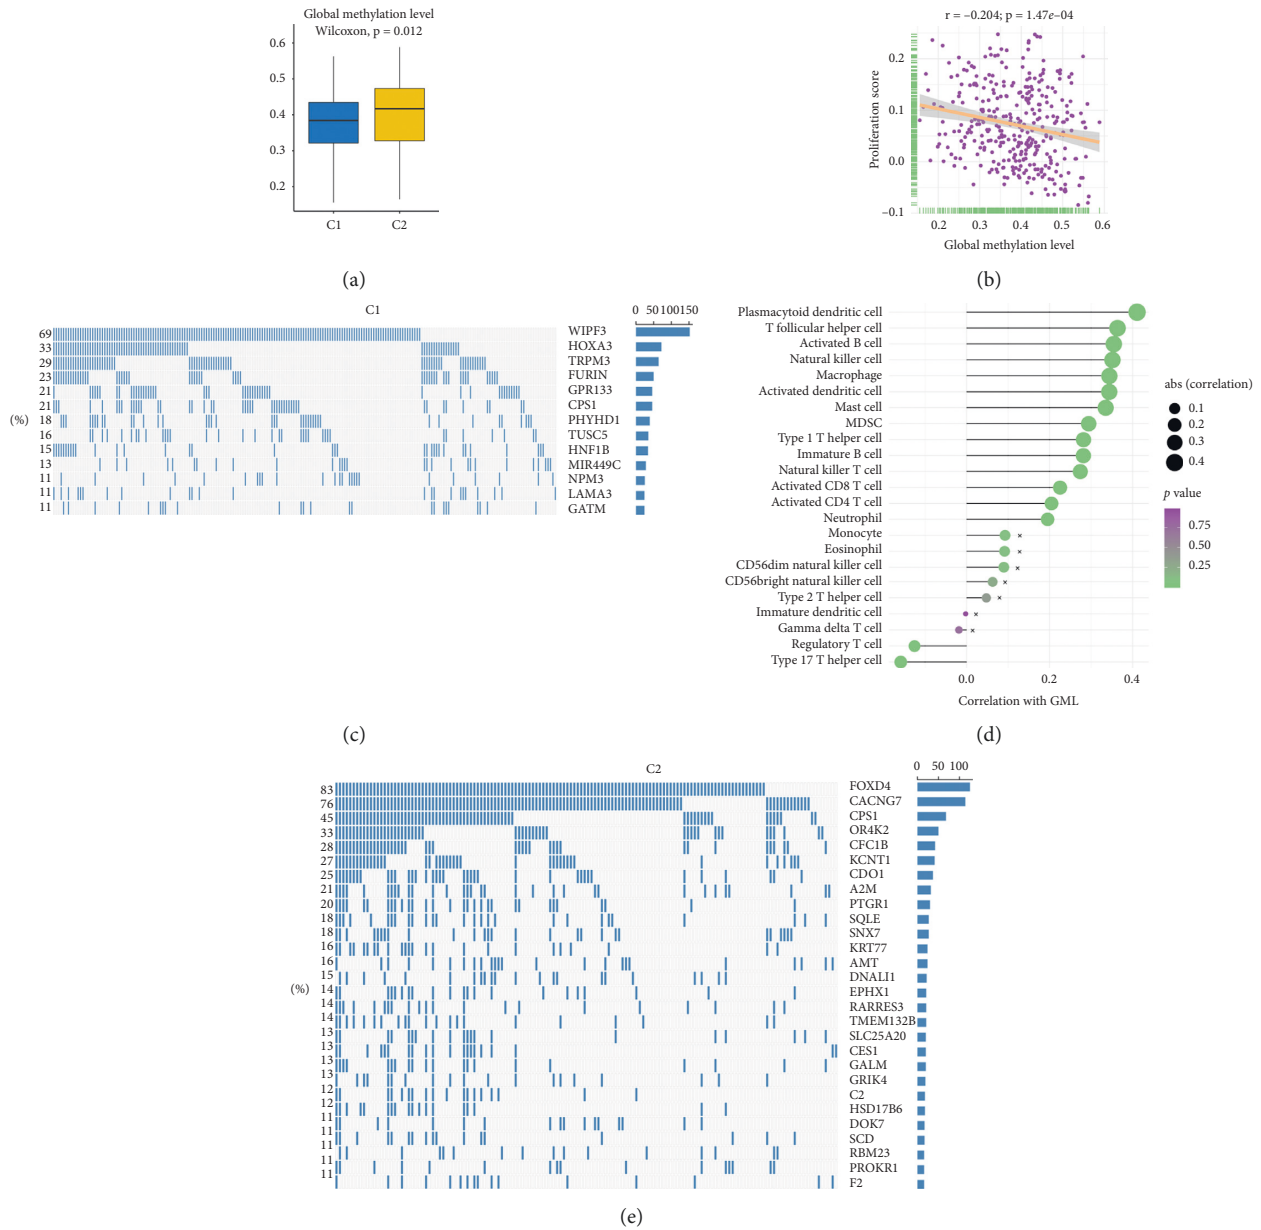 Global methylation level
Wilcoxon, p = 0.012
0.6
0.5
0.4
0.3
0.2
C1
C2
(a)
r = −0.204; p = 1.47e−04
Proliferation score
0.2
0.1
0.0
−0.1
0.2 0.3 0.4 0.5 0.6
Global methylation level
(b)
C1
0 50 100 150
(%)
69 WIPF3
33 HOXA3
29 TRPM3
23 FURIN
21 GPR133
21 CPS1
18 PHYHD1
16 TUSC5
15 HNF1B
13 MIR449C
11 NPM3
11 LAMA3
11 GATM
(c)
Plasmacytoid dendritic cell
T follicular helper cell
Activated B cell
Natural killer cell
Macrophage
Activated dendritic cell
Mast cell
MDSC
Type 1 T helper cell
Immature B cell
Natural killer T cell
Activated CD8 T cell
Activated CD4 T cell
Neutrophil
Monocyte
Eosinophil
CD56dim natural killer cell
CD56bright natural killer cell
Type 2 T helper cell
Immature dendritic cell
Gamma delta T cell
Regulatory T cell
Type 17 T helper cell
0.0 0.2 0.4
Correlation with GML
abs (correlation)
0.1
0.2
0.3
0.4
p value
0.75
0.50
0.25
(d)
C2
0 50 100
(%)
83 FOXD4
76 CACNG7
45 CPS1
33 OR4K2
28 CFC1B
27 KCNT1
25 CDO1
21 A2M
20 PTGR1
18 SQLE
18 SNX7
16 KRT77
16 AMT
15 DNALI1
14 EPHX1
14 RARRES3
14 TMEM132B
13 SLC25A20
13 CES1
13 GALM
13 GRIK4
12 C2
12 HSD17B6
11 DOK7
11 SCD
11 RBM23
11 PROKR1
11 F2
(e)